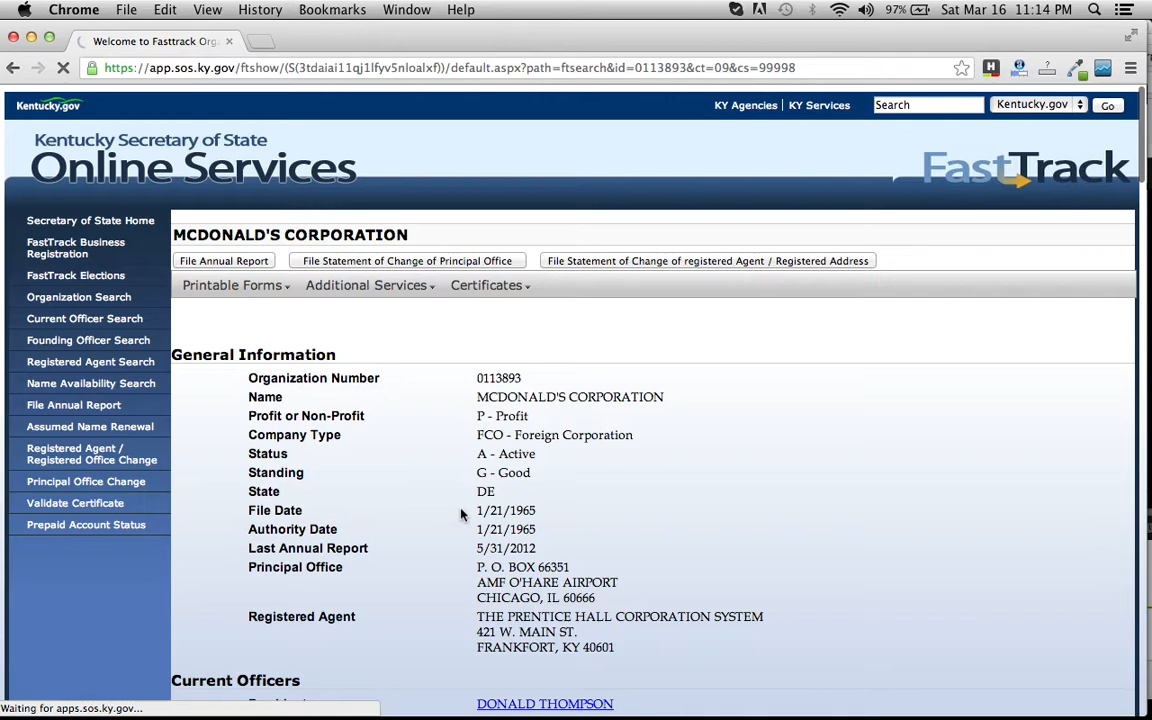 Chrome File Edit View History Bookmarks Window Help 97% Sat Mar 16 11:14 PM
Welcome to Fasttrack Org
https://app.sos.ky.gov/ftshow/(S(3tdaiai11qj1lfyv5nloalxf))/default.aspx?path=ftsearch&id=0113893&ct=09&cs=99998
Kentucky.gov KY Agencies | KY Services Search Kentucky.gov Go
Kentucky Secretary of State
Online Services
FastTrack
Secretary of State Home
FastTrack Business
Registration
FastTrack Elections
Organization Search
Current Officer Search
Founding Officer Search
Registered Agent Search
Name Availability Search
File Annual Report
Assumed Name Renewal
Registered Agent /
Registered Office Change
Principal Office Change
Validate Certificate
Prepaid Account Status
MCDONALD'S CORPORATION
File Annual Report File Statement of Change of Principal Office File Statement of Change of registered Agent / Registered Address
Printable Forms Additional Services Certificates
General Information
Organization Number 0113893
Name MCDONALD'S CORPORATION
Profit or Non-Profit P - Profit
Company Type FCO - Foreign Corporation
Status A - Active
Standing G - Good
State DE
File Date 1/21/1965
Authority Date 1/21/1965
Last Annual Report 5/31/2012
Principal Office P. O. BOX 66351
AMF O'HARE AIRPORT
CHICAGO, IL 60666
Registered Agent THE PRENTICE HALL CORPORATION SYSTEM
421 W. MAIN ST.
FRANKFORT, KY 40601
Current Officers
DONALD THOMPSON
Waiting for apps.sos.ky.gov...